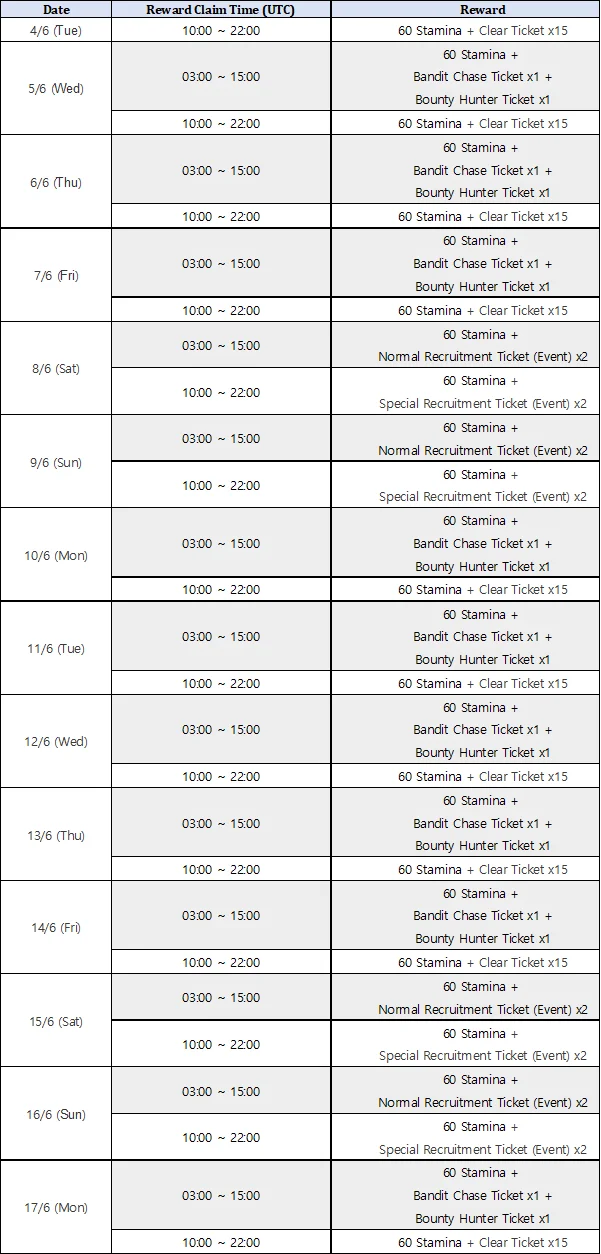 Date Reward Claim Time (UTC) Reward
4/6 (Tue) 10:00 ~ 22:00 60 Stamina + Clear Ticket x15
5/6 (Wed) 03:00 ~ 15:00 60 Stamina +
Bandit Chase Ticket x1 +
Bounty Hunter Ticket x1
10:00 ~ 22:00 60 Stamina + Clear Ticket x15
6/6 (Thu) 03:00 ~ 15:00 60 Stamina +
Bandit Chase Ticket x1 +
Bounty Hunter Ticket x1
10:00 ~ 22:00 60 Stamina + Clear Ticket x15
7/6 (Fri) 03:00 ~ 15:00 60 Stamina +
Bandit Chase Ticket x1 +
Bounty Hunter Ticket x1
10:00 ~ 22:00 60 Stamina + Clear Ticket x15
8/6 (Sat) 03:00 ~ 15:00 60 Stamina +
Normal Recruitment Ticket (Event) x2
10:00 ~ 22:00 60 Stamina +
Special Recruitment Ticket (Event) x2
9/6 (Sun) 03:00 ~ 15:00 60 Stamina +
Normal Recruitment Ticket (Event) x2
10:00 ~ 22:00 60 Stamina +
Special Recruitment Ticket (Event) x2
10/6 (Mon) 03:00 ~ 15:00 60 Stamina +
Bandit Chase Ticket x1 +
Bounty Hunter Ticket x1
10:00 ~ 22:00 60 Stamina + Clear Ticket x15
11/6 (Tue) 03:00 ~ 15:00 60 Stamina +
Bandit Chase Ticket x1 +
Bounty Hunter Ticket x1
10:00 ~ 22:00 60 Stamina + Clear Ticket x15
12/6 (Wed) 03:00 ~ 15:00 60 Stamina +
Bandit Chase Ticket x1 +
Bounty Hunter Ticket x1
10:00 ~ 22:00 60 Stamina + Clear Ticket x15
13/6 (Thu) 03:00 ~ 15:00 60 Stamina +
Bandit Chase Ticket x1 +
Bounty Hunter Ticket x1
10:00 ~ 22:00 60 Stamina + Clear Ticket x15
14/6 (Fri) 03:00 ~ 15:00 60 Stamina +
Bandit Chase Ticket x1 +
Bounty Hunter Ticket x1
10:00 ~ 22:00 60 Stamina + Clear Ticket x15
15/6 (Sat) 03:00 ~ 15:00 60 Stamina +
Normal Recruitment Ticket (Event) x2
10:00 ~ 22:00 60 Stamina +
Special Recruitment Ticket (Event) x2
16/6 (Sun) 03:00 ~ 15:00 60 Stamina +
Normal Recruitment Ticket (Event) x2
10:00 ~ 22:00 60 Stamina +
Special Recruitment Ticket (Event) x2
17/6 (Mon) 03:00 ~ 15:00 60 Stamina +
Bandit Chase Ticket x1 +
Bounty Hunter Ticket x1
10:00 ~ 22:00 60 Stamina + Clear Ticket x15